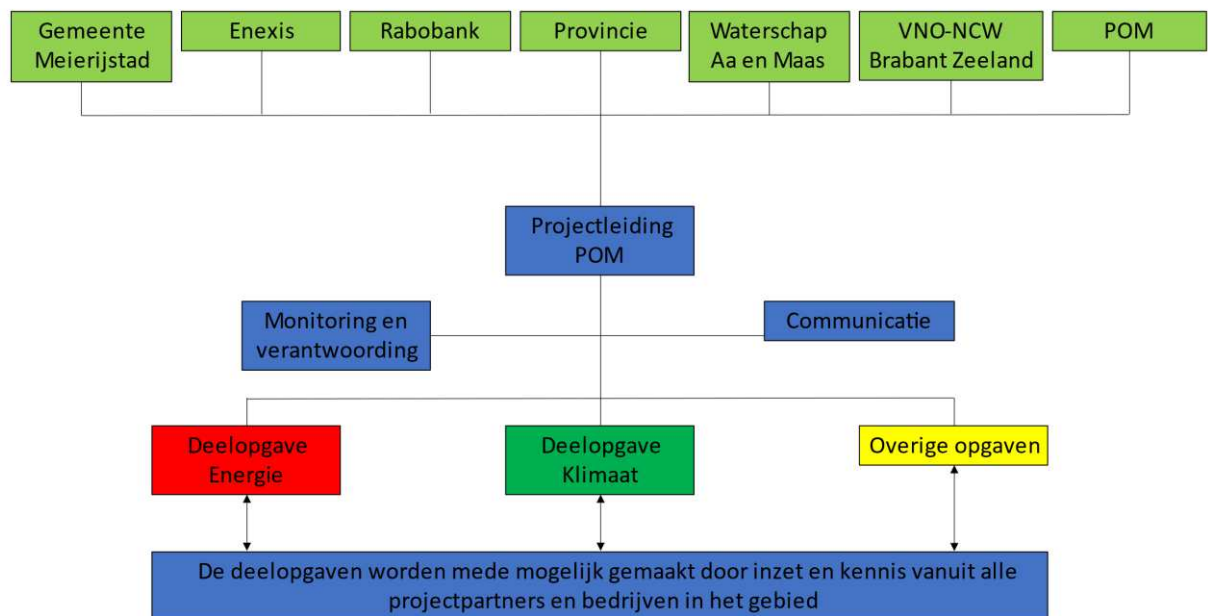 Gemeente
Meierijstad
Enexis
Rabobank
Provincie
Waterschap
Aa en Maas
VNO-NCW
Brabant Zeeland
POM
Projectleiding
POM
Monitoring en
verantwoording
Communicatie
Deelopgave
Energie
Deelopgave
Klimaat
Overige opgaven
De deelopgaven worden mede mogelijk gemaakt door inzet en kennis vanuit alle
projectpartners en bedrijven in het gebied